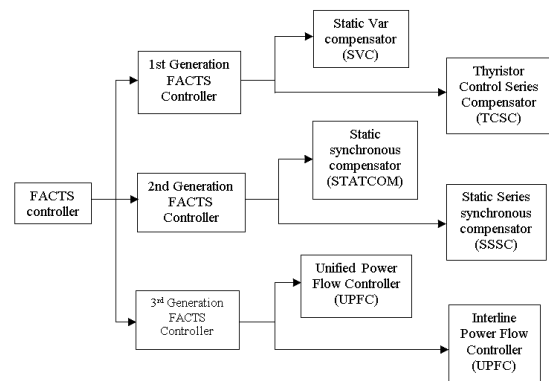 FACTS
controller
1st Generation
FACTS
Controller
Static Var
compensator
(SVC)
Thyristor
Control Series
Compensator
(TCSC)
2nd Generation
FACTS
Controller
Static
synchronous
compensator
(STATCOM)
Static Series
synchronous
compensator
(SSSC)
3rd Generation
FACTS
Controller
Unified Power
Flow Controller
(UPFC)
Interline
Power Flow
Controller
(UPFC)